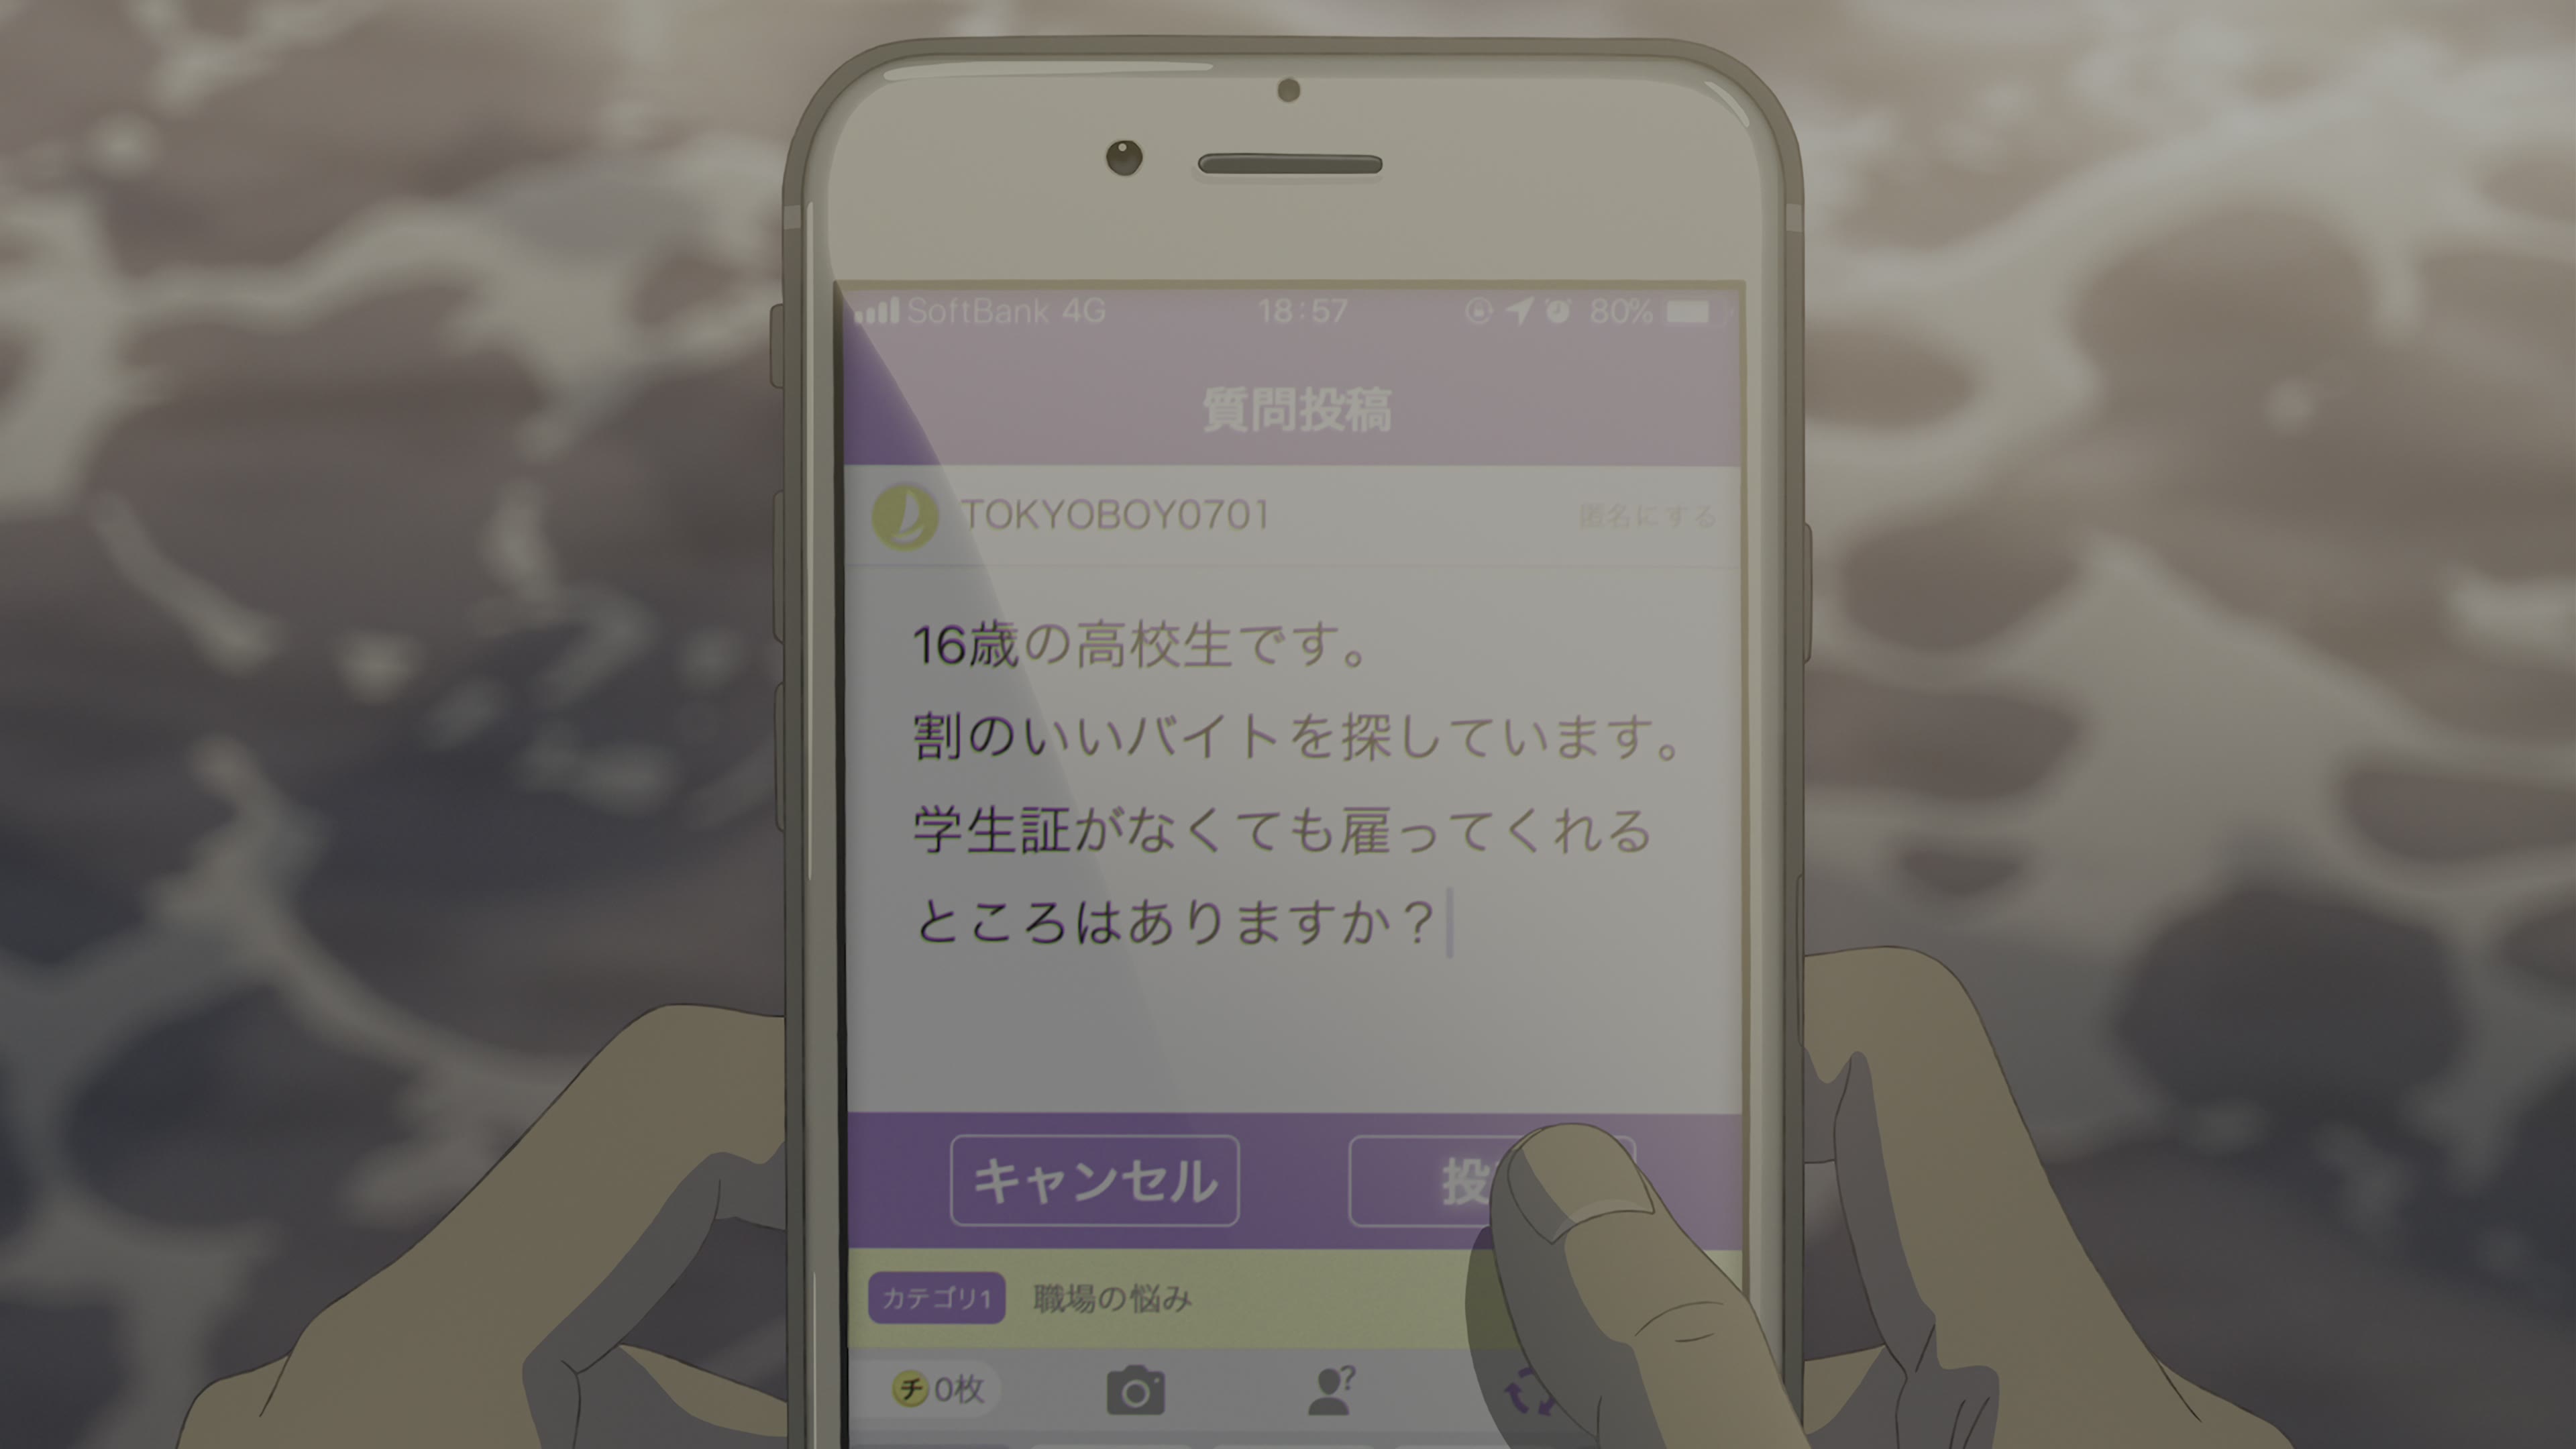 SoftBank 4G 18:57 80%
質問投稿
TOKYOBOY0701 匿名にする
16歳の高校生です。
割のいいバイトを探しています。
学生証がなくても雇ってくれる
ところはありますか？
キャンセル 投
カテゴリ1 職場の悩み
チ 0枚 ?